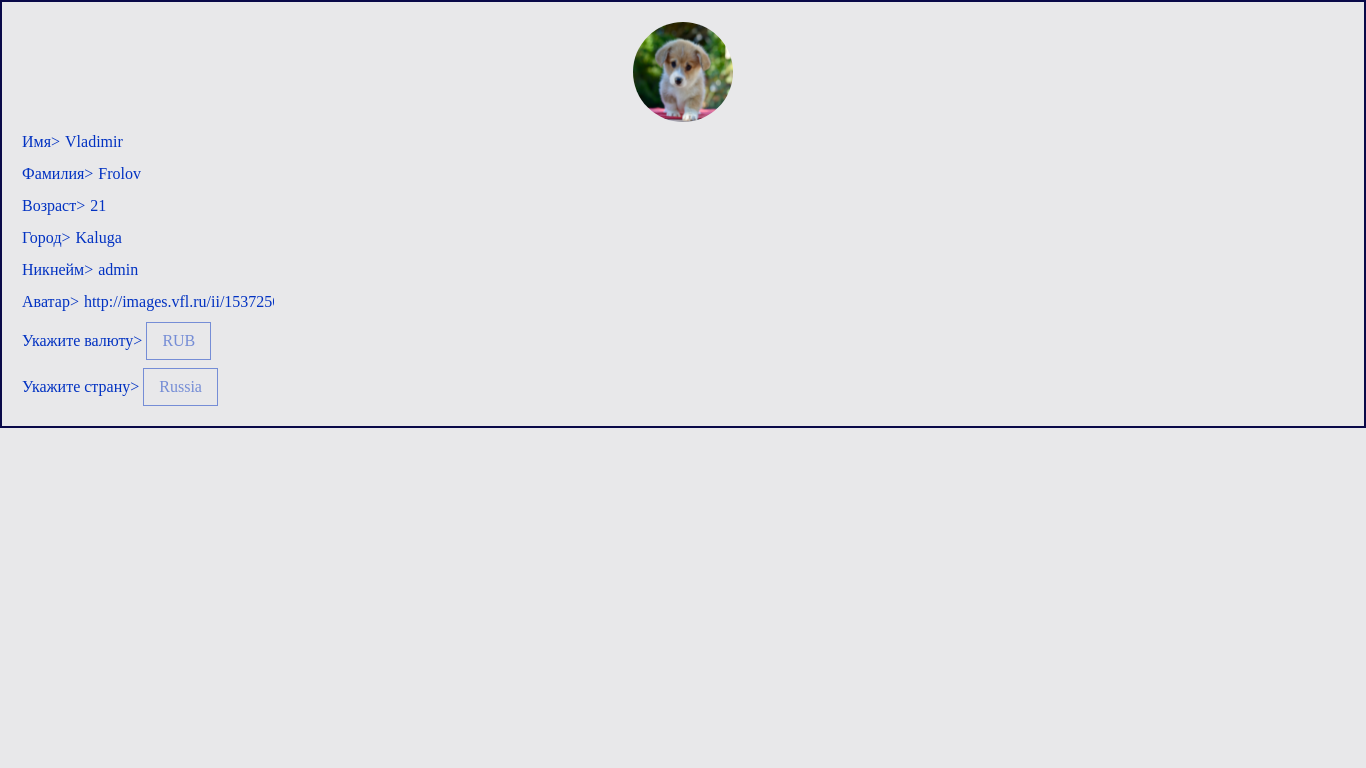 Имя> Vladimir
Фамилия> Frolov
Возраст> 21
Город> Kaluga
Никнейм> admin
Аватар> http://images.vfl.ru/ii/153725
Укажите валюту> RUB
Укажите страну> Russia